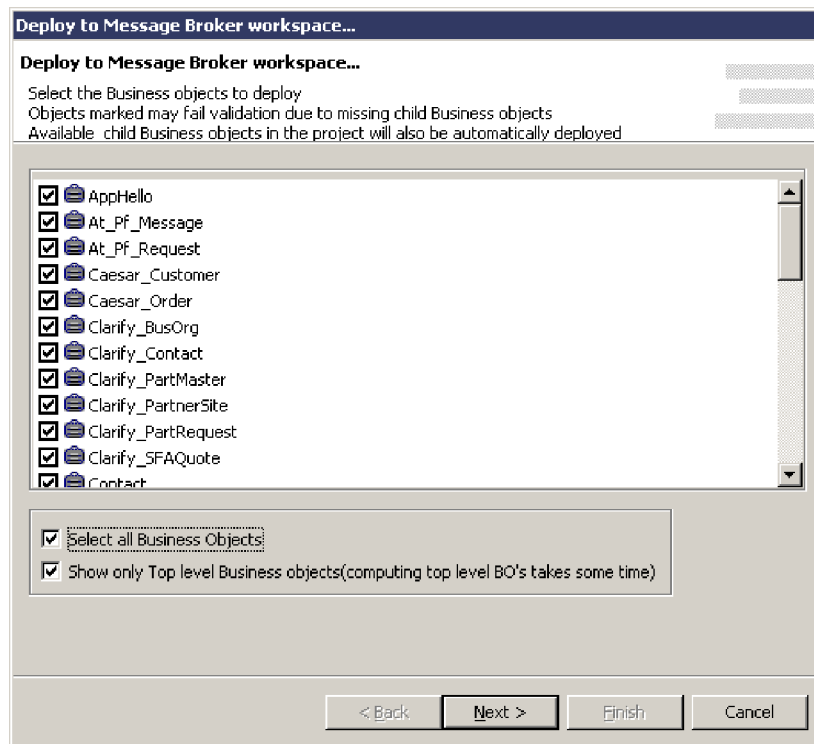 Deploy to Message Broker workspace...
Deploy to Message Broker workspace...
Select the Business objects to deploy
Objects marked may fail validation due to missing child Business objects
Available child Business objects in the project will also be automatically deployed
AppHello
At_Pf_Message
At_Pf_Request
Caesar_Customer
Caesar_Order
Clarify_BusOrg
Clarify_Contact
Clarify_PartMaster
Clarify_PartnerSite
Clarify_PartRequest
Clarify_SFAQuote
Contact
Select all Business Objects
Show only Top level Business objects(computing top level BO's takes some time)
< Back Next > Finish Cancel